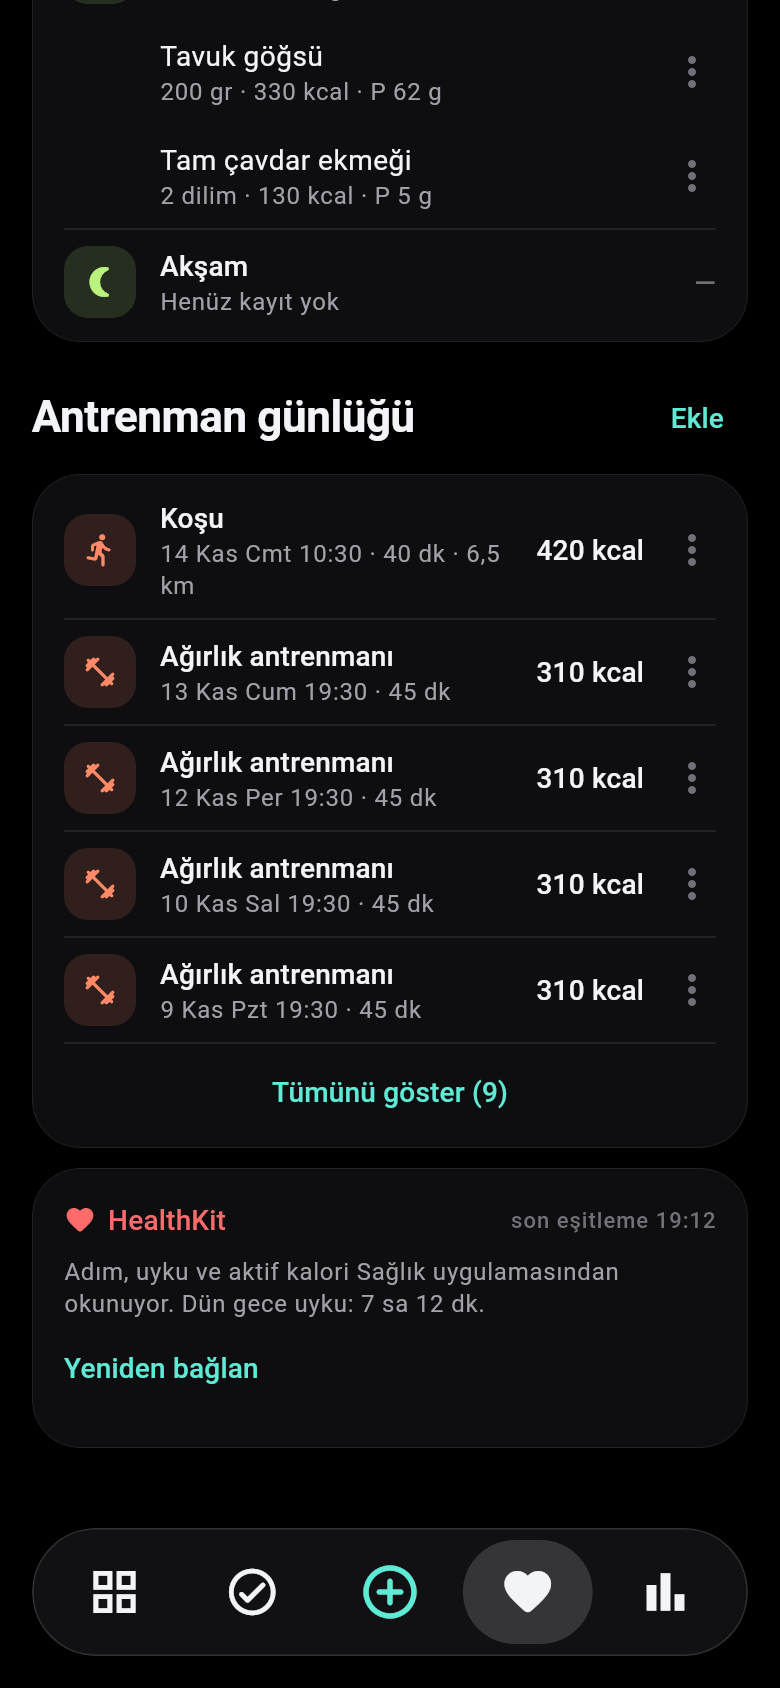 Tavuk göğsü
200 gr · 330 kcal · P 62 g
Tam çavdar ekmeği
2 dilim · 130 kcal · P 5 g
Akşam
Henüz kayıt yok
–
Antrenman günlüğü
Ekle
Koşu
14 Kas Cmt 10:30 · 40 dk · 6,5
km
420 kcal
Ağırlık antrenmanı
13 Kas Cum 19:30 · 45 dk
310 kcal
Ağırlık antrenmanı
12 Kas Per 19:30 · 45 dk
310 kcal
Ağırlık antrenmanı
10 Kas Sal 19:30 · 45 dk
310 kcal
Ağırlık antrenmanı
9 Kas Pzt 19:30 · 45 dk
310 kcal
Tümünü göster (9)
HealthKit
son eşitleme 19:12
Adım, uyku ve aktif kalori Sağlık uygulamasından
okunuyor. Dün gece uyku: 7 sa 12 dk.
Yeniden bağlan